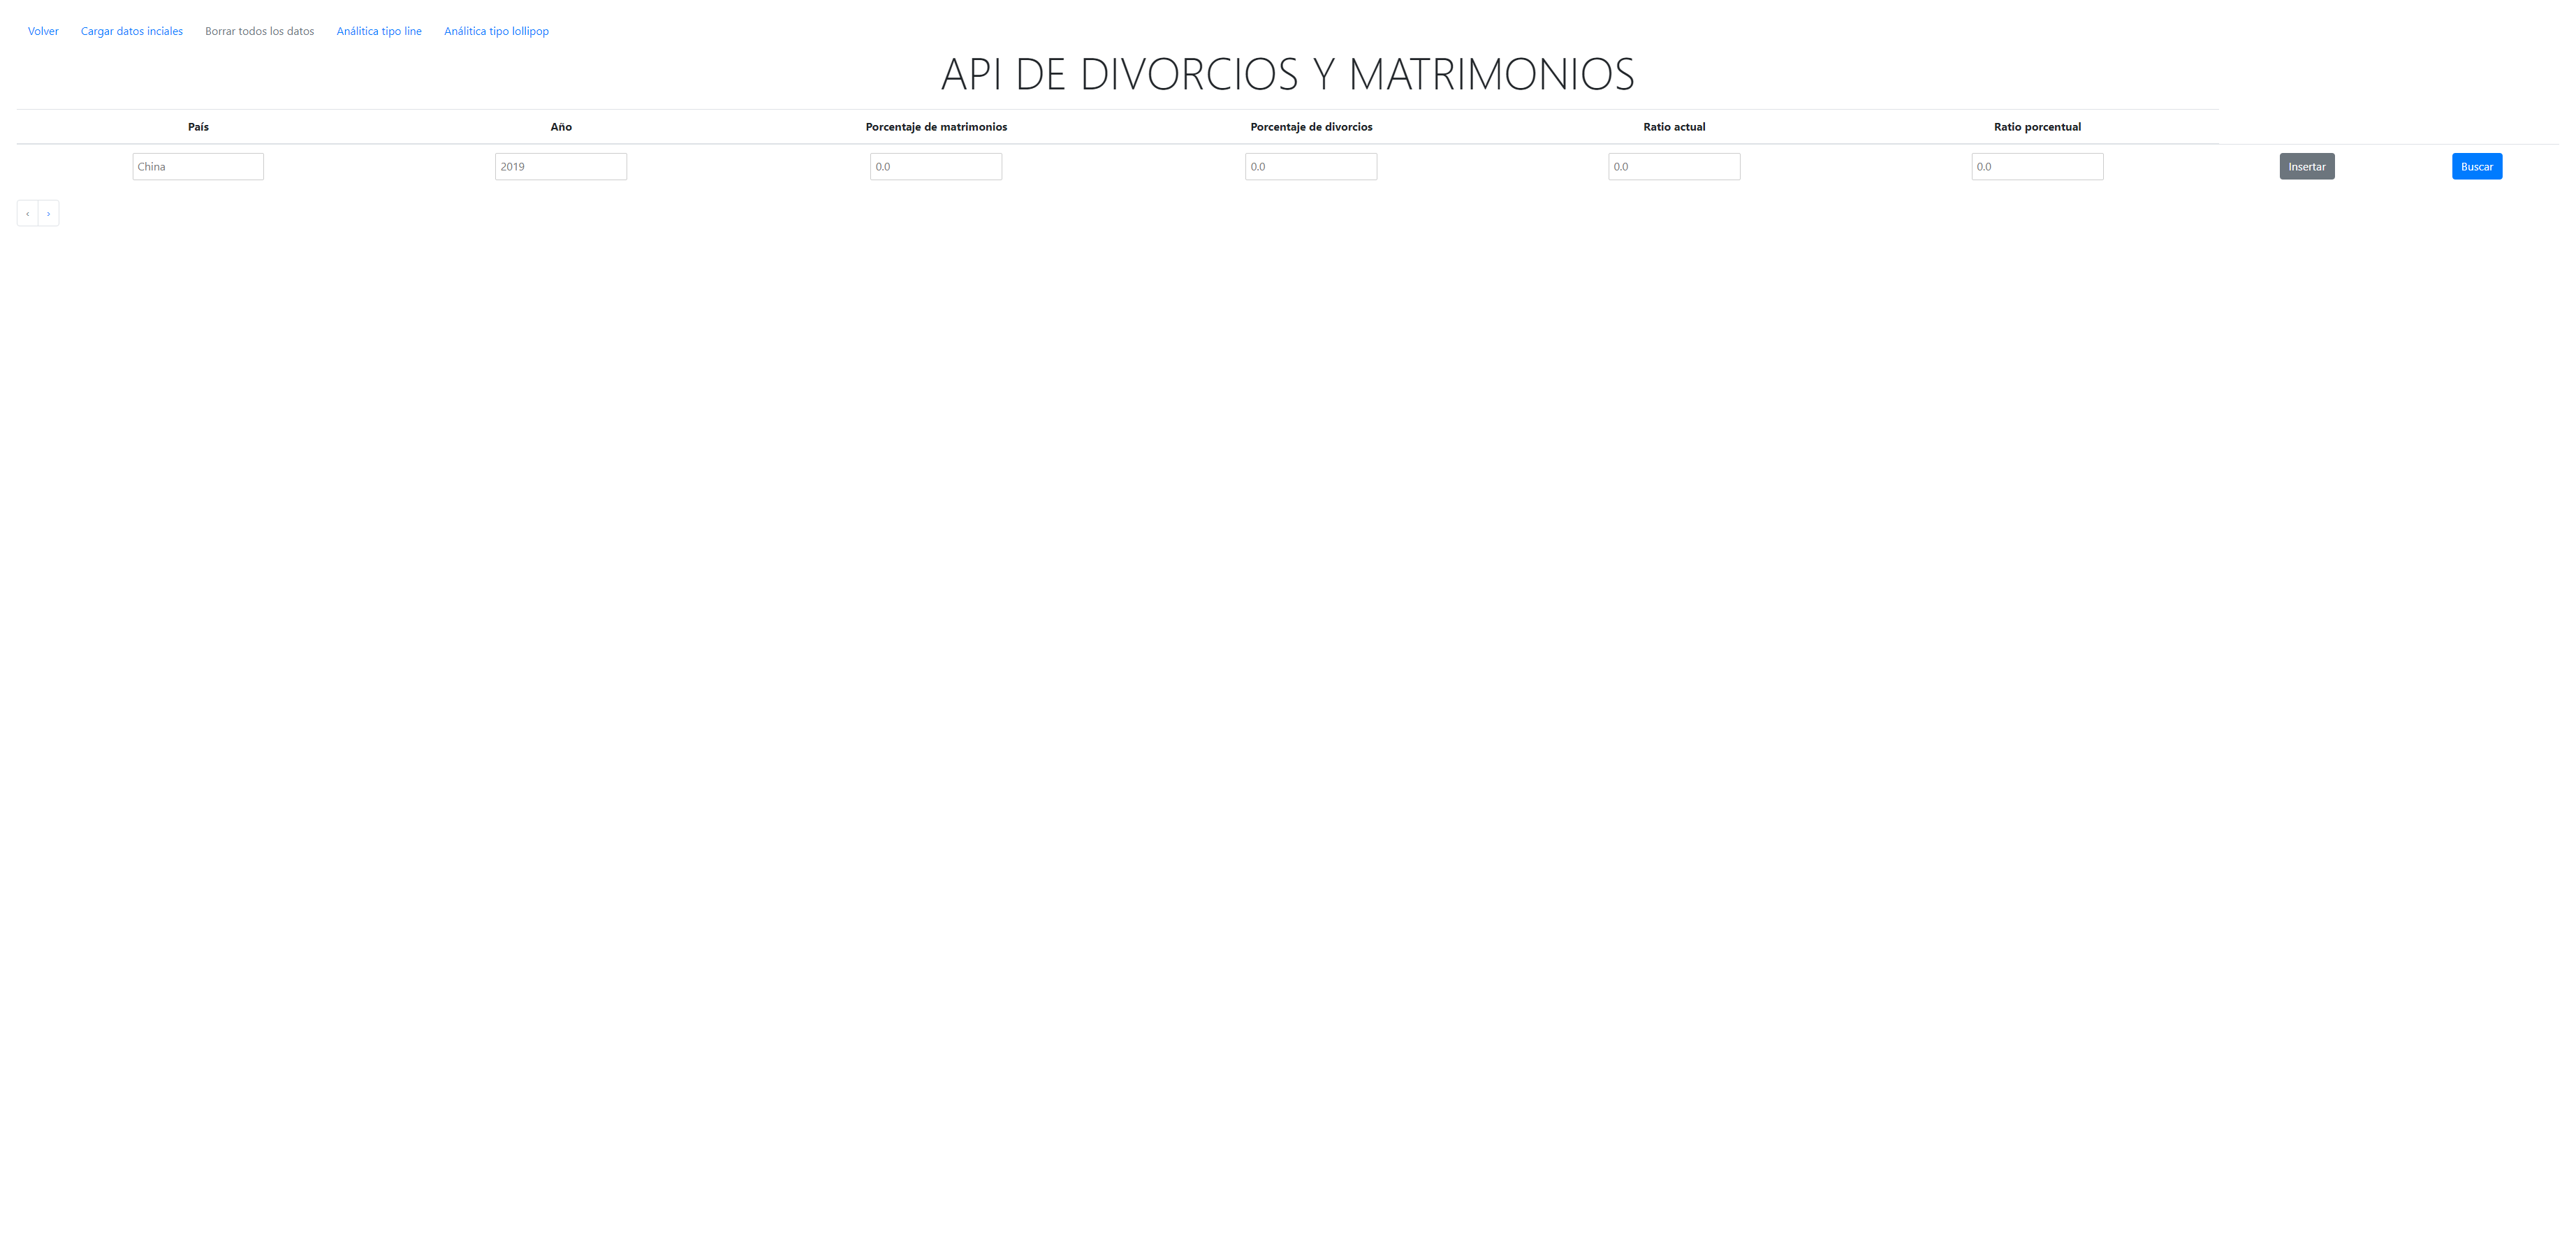 Volver Cargar datos inciales Borrar todos los datos Análitica tipo line Análitica tipo lollipop
API DE DIVORCIOS Y MATRIMONIOS
País Año Porcentaje de matrimonios Porcentaje de divorcios Ratio actual Ratio porcentual
China 2019 0.0 0.0 0.0 0.0 Insertar Buscar
‹ ›